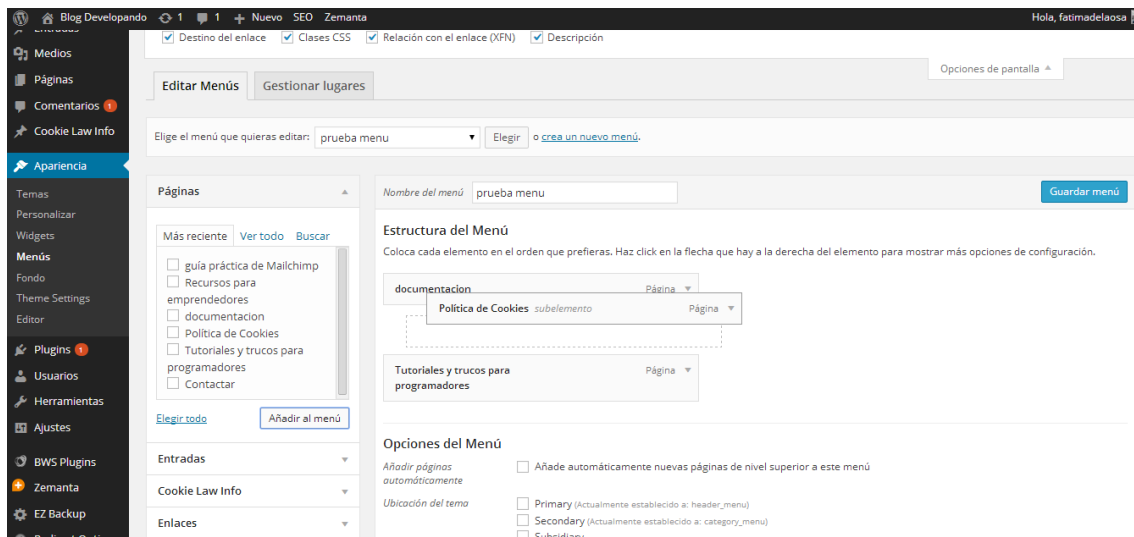 Blog Developando 1 1 + Nuevo SEO Zemanta Hola, fatimadelaosa
Entradas
Destino del enlace Clases CSS Relación con el enlace (XFN) Descripción
Opciones de pantalla
Medios
Páginas
Comentarios 1
Cookie Law Info
Apariencia
Temas
Personalizar
Widgets
Menús
Fondo
Theme Settings
Editor
Plugins 1
Usuarios
Herramientas
Ajustes
BWS Plugins
Zemanta
EZ Backup
Editar Menús Gestionar lugares
Elige el menú que quieras editar: prueba menu Elegir o crea un nuevo menú.
Páginas
Más reciente Ver todo Buscar
guía práctica de Mailchimp
Recursos para
emprendedores
documentacion
Política de Cookies
Tutoriales y trucos para
programadores
Contactar
Elegir todo Añadir al menú
Entradas
Cookie Law Info
Enlaces
Nombre del menú prueba menu Guardar menú
Estructura del Menú
Coloca cada elemento en el orden que prefieras. Haz click en la flecha que hay a la derecha del elemento para mostrar más opciones de configuración.
documentacion Página
Política de Cookies subelemento Página
Tutoriales y trucos para Página
programadores
Opciones del Menú
Añadir páginas
automáticamente
Añade automáticamente nuevas páginas de nivel superior a este menú
Ubicación del tema
Primary (Actualmente establecido a: header_menu)
Secondary (Actualmente establecido a: category_menu)
Subsidiary